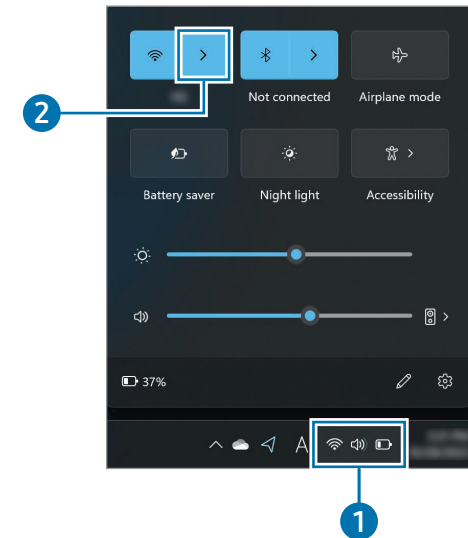 2
Not connected
Airplane mode
Battery saver
Night light
Accessibility
37%
A
1